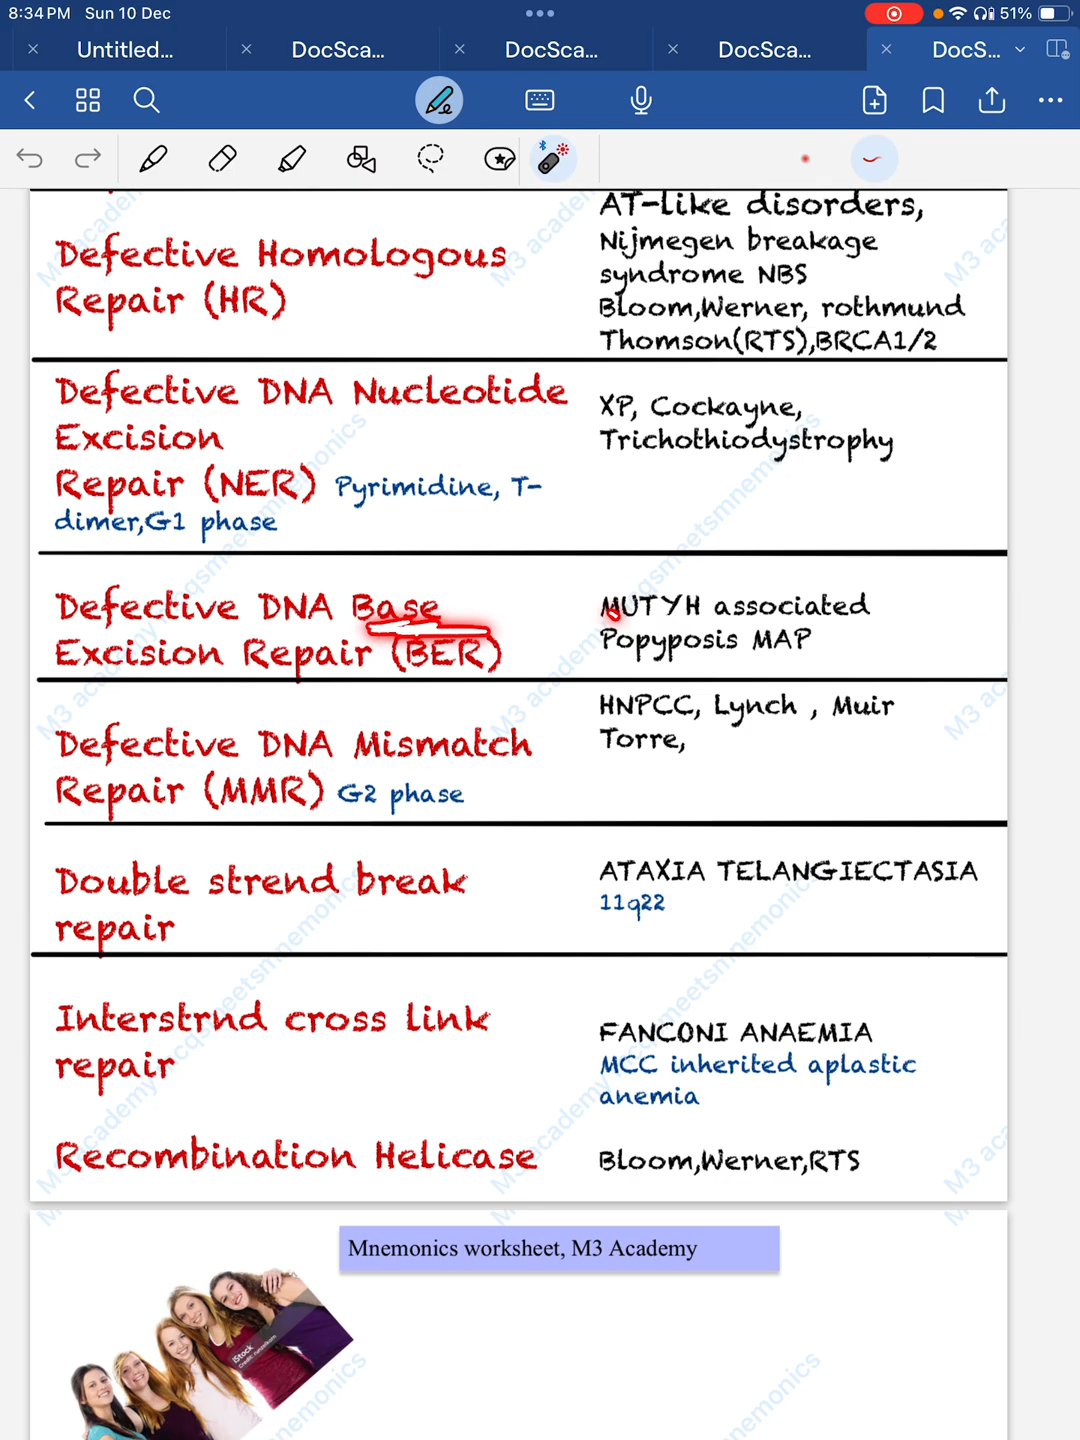 8:34 PM Sun 10 Dec
51%
Untitled...
DocSca...
DocSca...
DocSca...
DocS...
AT-like disorders,
Defective Homologous
Repair (HR)
Nijmegen breakage
syndrome NBS
Bloom,Werner, rothmund
Thomson(RTS),BRCA1/2
Defective DNA Nucleotide
Excision
Repair (NER) Pyrimidine, T-
dimer,G1 phase
XP, Cockayne,
Trichothiodystrophy
Defective DNA Base
Excision Repair (BER)
MUTYH associated
Popyposis MAP
Defective DNA Mismatch
Repair (MMR) G2 phase
HNPCC, Lynch , Muir
Torre,
Double strend break
repair
ATAXIA TELANGIECTASIA
11q22
Interstrnd cross link
repair
FANCONI ANAEMIA
MCC inherited aplastic
anemia
Recombination Helicase
Bloom,Werner,RTS
Mnemonics worksheet, M3 Academy
iStock
M3 academy mcqsmeetsmnemonics